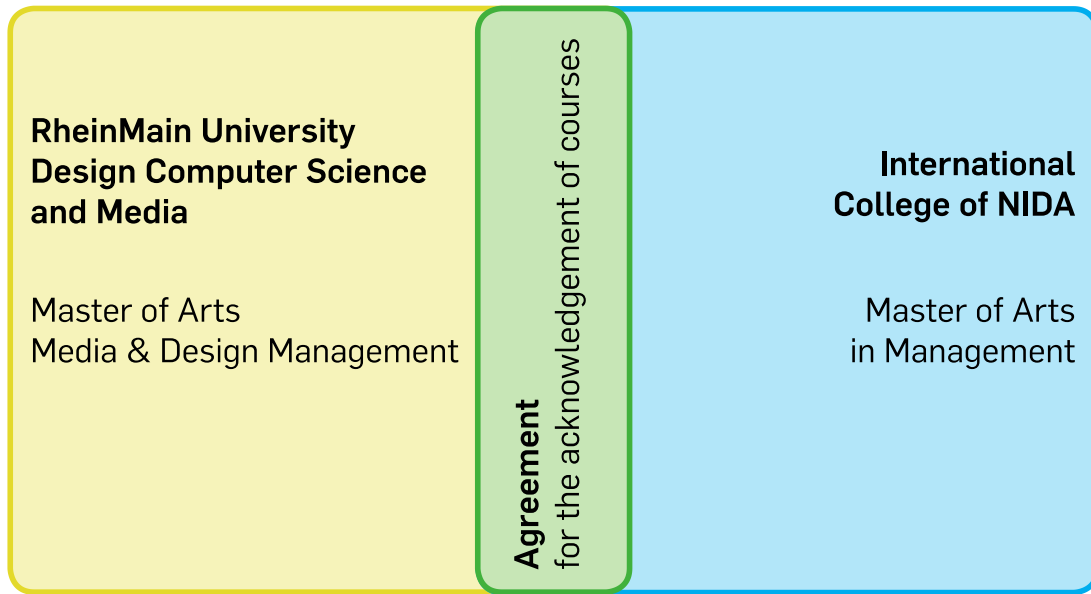 RheinMain University
Design Computer Science
and Media
Master of Arts
Media & Design Management
Agreement
for the acknowledgement of courses
International
College of NIDA
Master of Arts
in Management